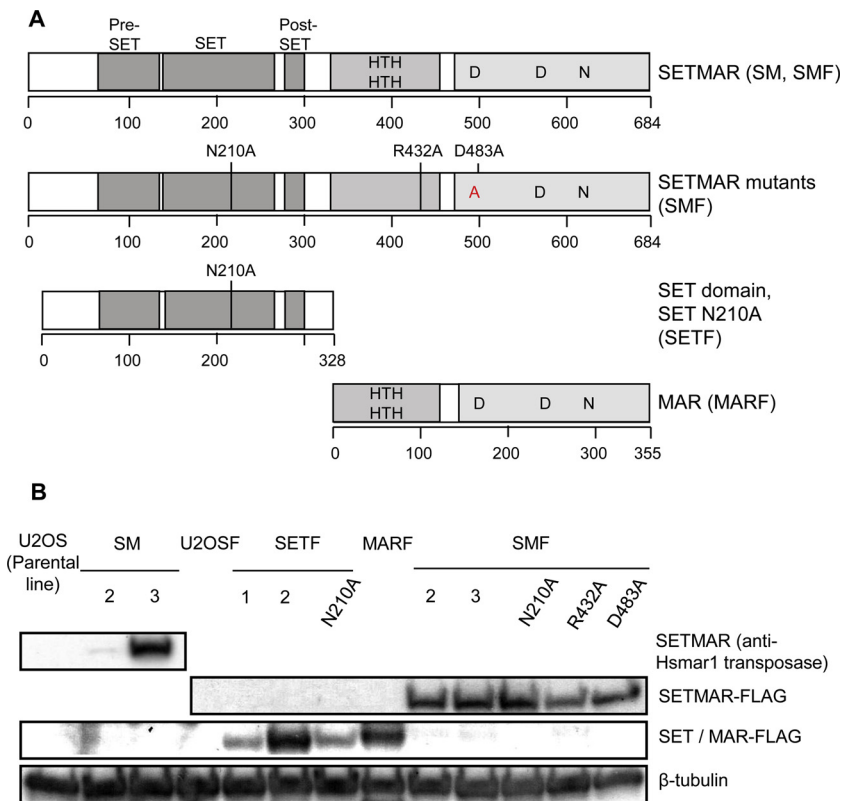 A
Pre-
SET
SET
Post-
SET
HTH
HTH
D D N
SETMAR (SM, SMF)
0 100 200 300 400 500 600 684
N210A R432A D483A
A D N
SETMAR mutants
(SMF)
0 100 200 300 400 500 600 684
N210A
SET domain,
SET N210A
(SETF)
0 100 200 328
HTH
HTH
D D N
MAR (MARF)
0 100 200 300 355
B
U2OS
(Parental
line)
SM U2OSF SETF MARF SMF
2 3 1 2 N210A 2 3 N210A R432A D483A
SETMAR (anti-
Hsmar1 transposase)
SETMAR-FLAG
SET / MAR-FLAG
β-tubulin